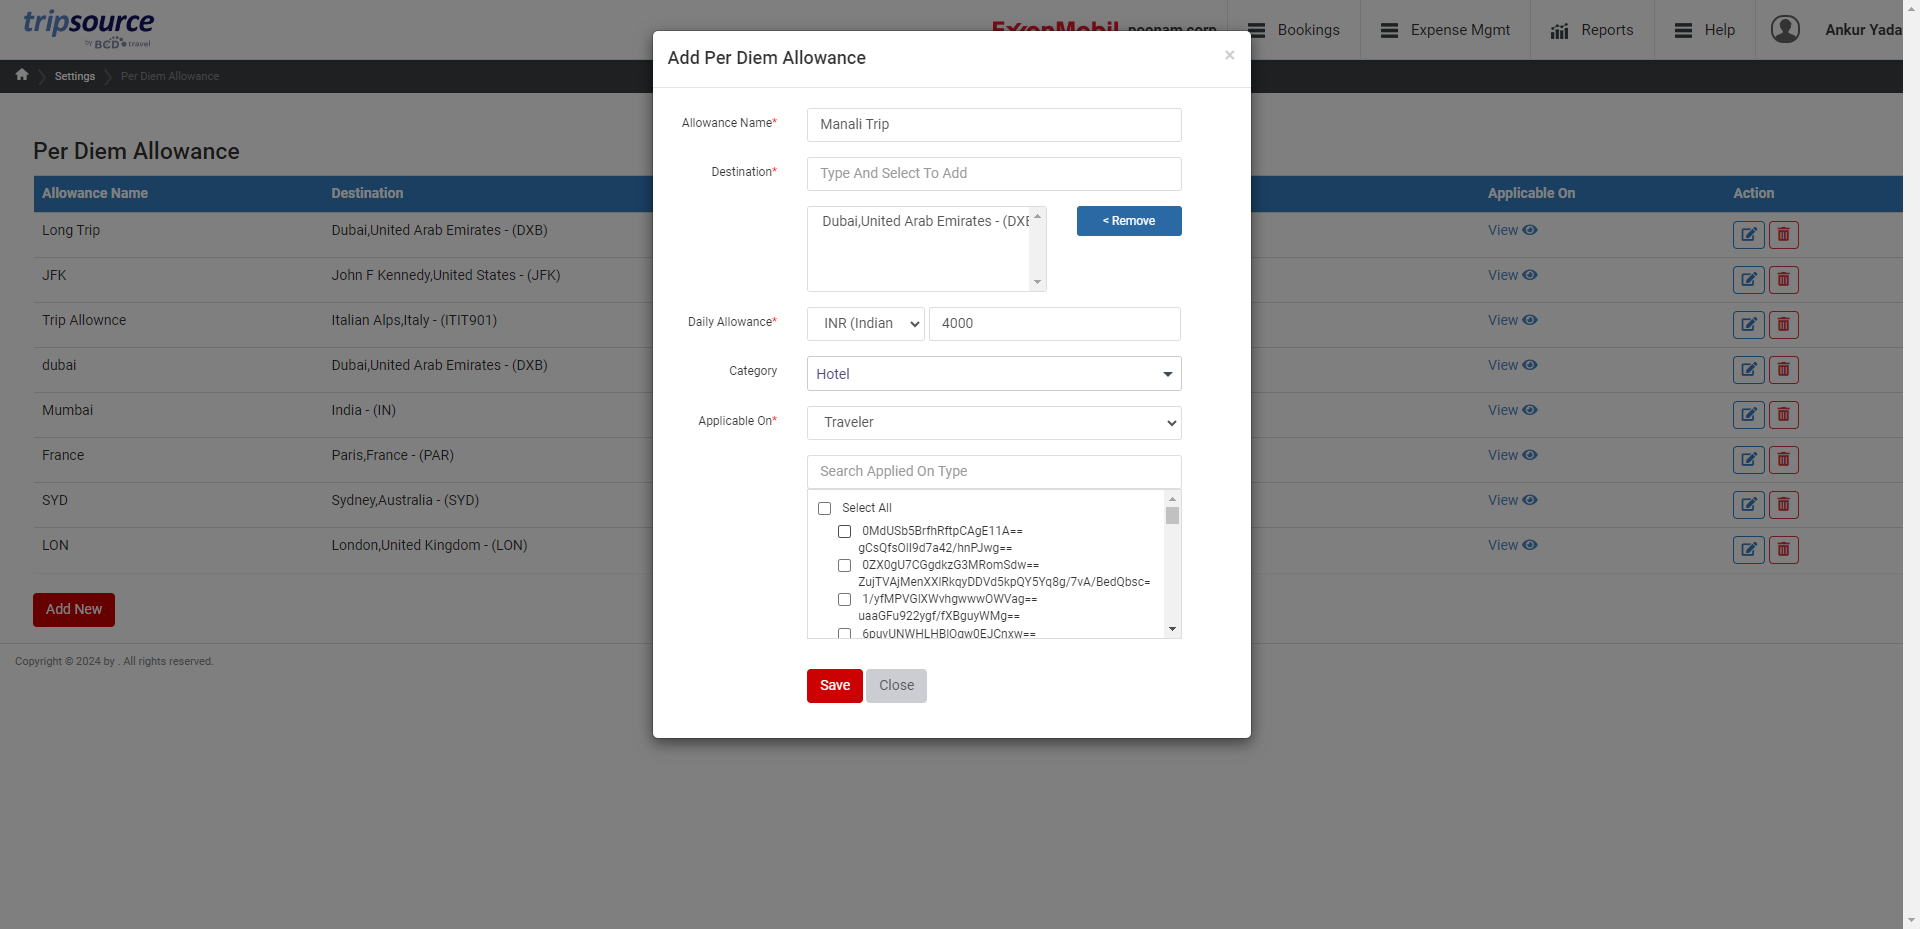 tripsource
by BCD travel
poonam corp
Bookings
Expense Mgmt
Reports
Help
Ankur Yada
Settings
Per Diem Allowance
Per Diem Allowance
Allowance Name
Destination
Applicable On
Action
Long Trip
Dubai,United Arab Emirates - (DXB)
View
JFK
John F Kennedy,United States - (JFK)
View
Trip Allownce
Italian Alps,Italy - (ITIT901)
View
dubai
Dubai,United Arab Emirates - (DXB)
View
Mumbai
India - (IN)
View
France
Paris,France - (PAR)
View
SYD
Sydney,Australia - (SYD)
View
LON
London,United Kingdom - (LON)
View
Add New
Copyright © 2024 by . All rights reserved.
Add Per Diem Allowance
×
Allowance Name*
Manali Trip
Destination*
Type And Select To Add
Dubai,United Arab Emirates - (DXB
< Remove
Daily Allowance*
INR (Indian
4000
Category
Hotel
Applicable On*
Traveler
Search Applied On Type
Select All
0MdUSb5BrfhRftpCAgE11A==
gCsQfsOlI9d7a42/hnPJwg==
0ZX0gU7CGgdkzG3MRomSdw==
ZujTVAjMenXXIRkqyDDVd5kpQY5Yq8g/7vA/BedQbsc=
1/yfMPVGIXWvhgwwwOWVag==
uaaGFu922ygf/fXBguyWMg==
Save
Close